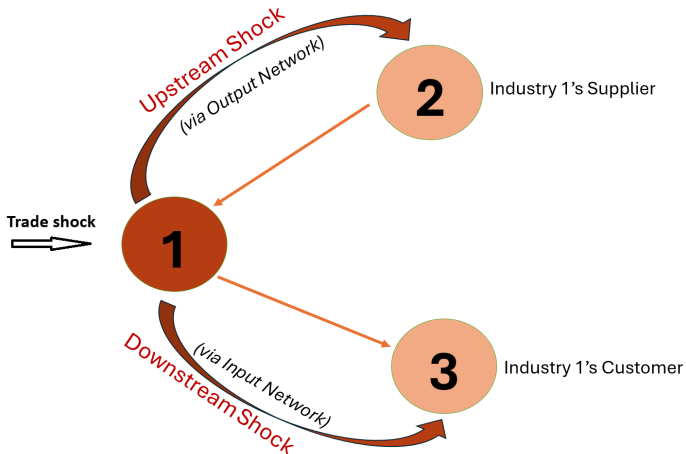 Upstream Shock
(via Output Network)
2
Industry 1's Supplier
Trade shock
1
(via Input Network)
Downstream Shock
3
Industry 1's Customer